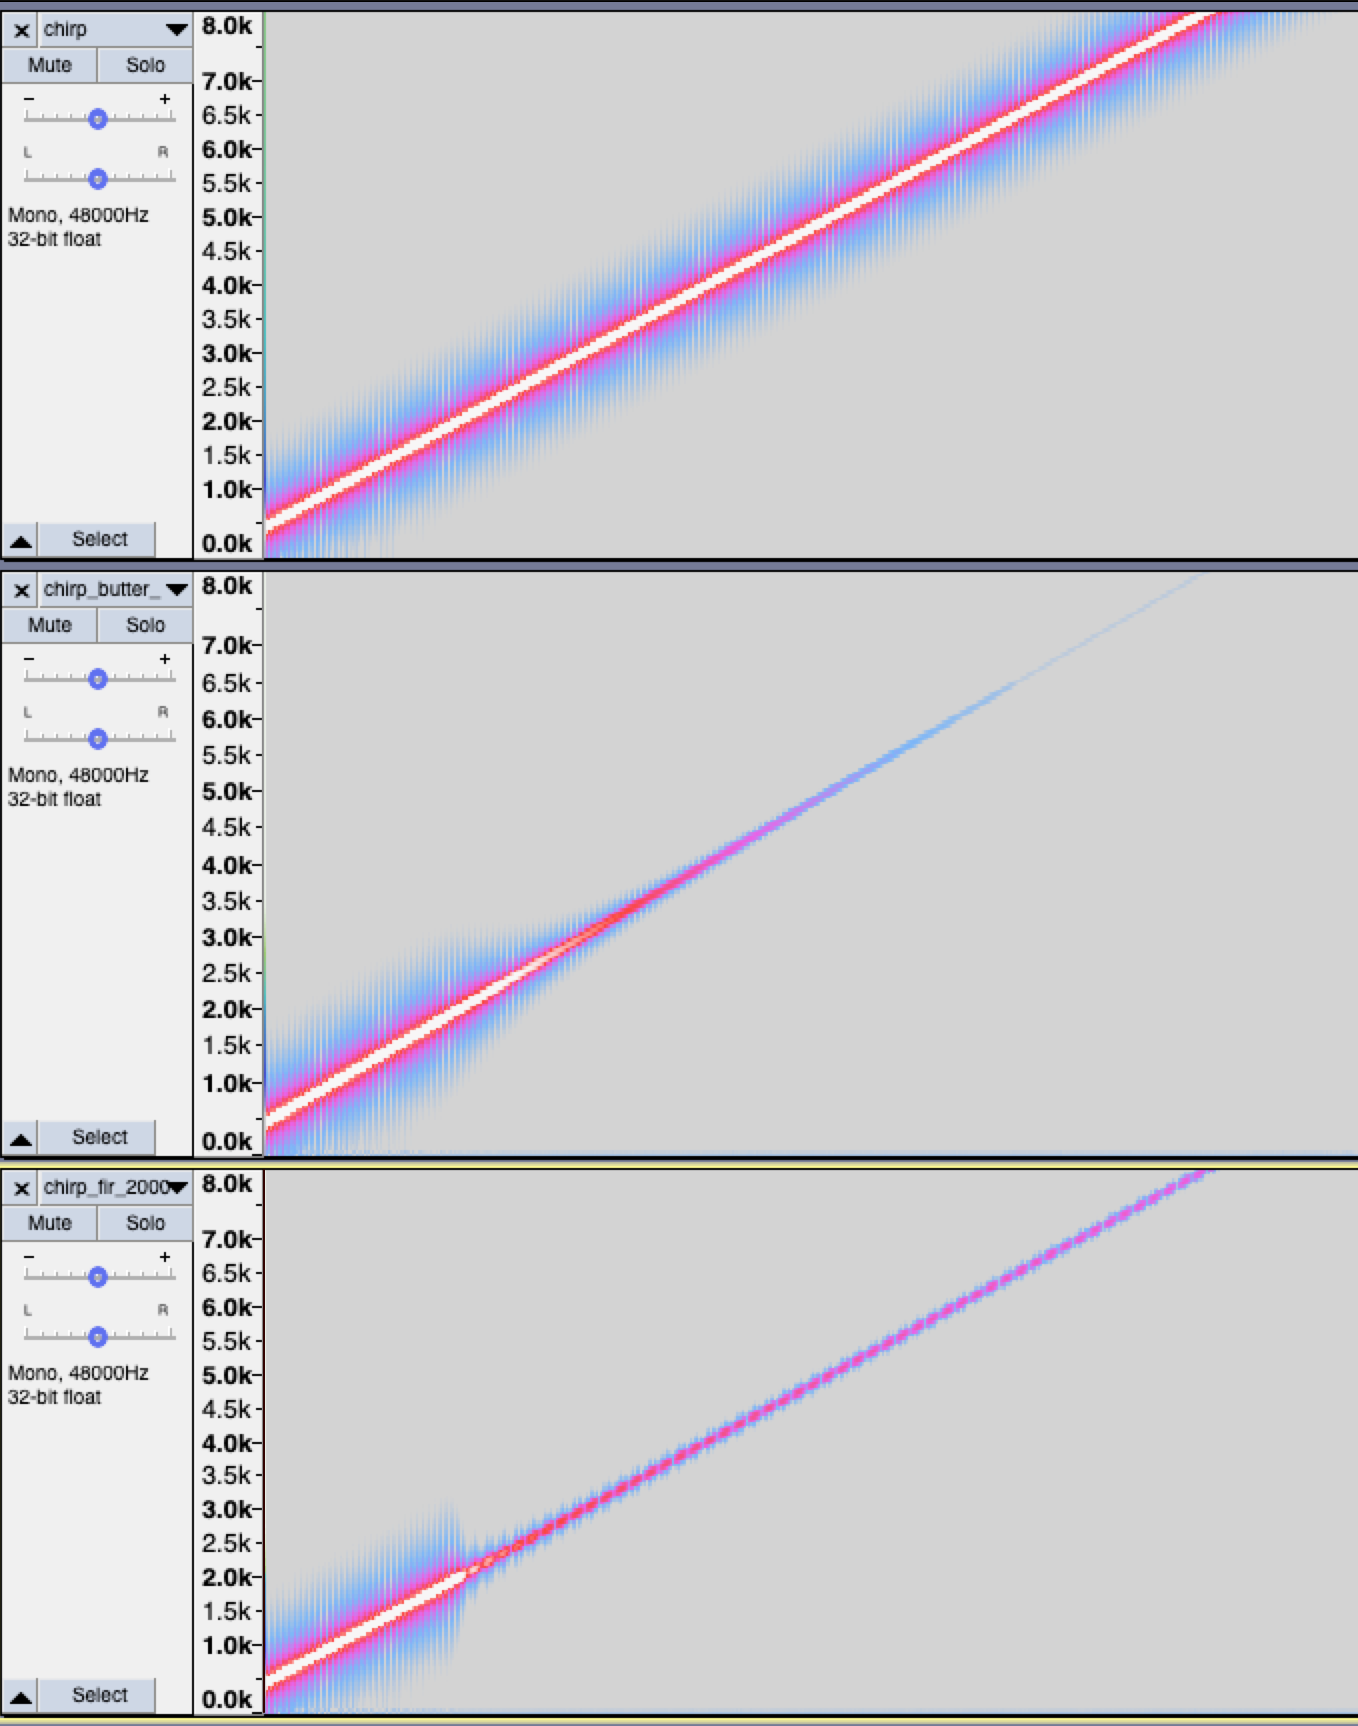 chirp
Mute Solo
- +
L R
Mono, 48000Hz
32-bit float
Select
8.0k
7.0k
6.5k
6.0k
5.5k
5.0k
4.5k
4.0k
3.5k
3.0k
2.5k
2.0k
1.5k
1.0k
0.0k
chirp_butter_
Mute Solo
- +
L R
Mono, 48000Hz
32-bit float
Select
8.0k
7.0k
6.5k
6.0k
5.5k
5.0k
4.5k
4.0k
3.5k
3.0k
2.5k
2.0k
1.5k
1.0k
0.0k
chirp_fir_2000
Mute Solo
- +
L R
Mono, 48000Hz
32-bit float
Select
8.0k
7.0k
6.5k
6.0k
5.5k
5.0k
4.5k
4.0k
3.5k
3.0k
2.5k
2.0k
1.5k
1.0k
0.0k